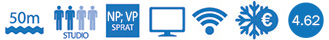 50m
STUDIO
NP; VP
SPRAT
€
4.62